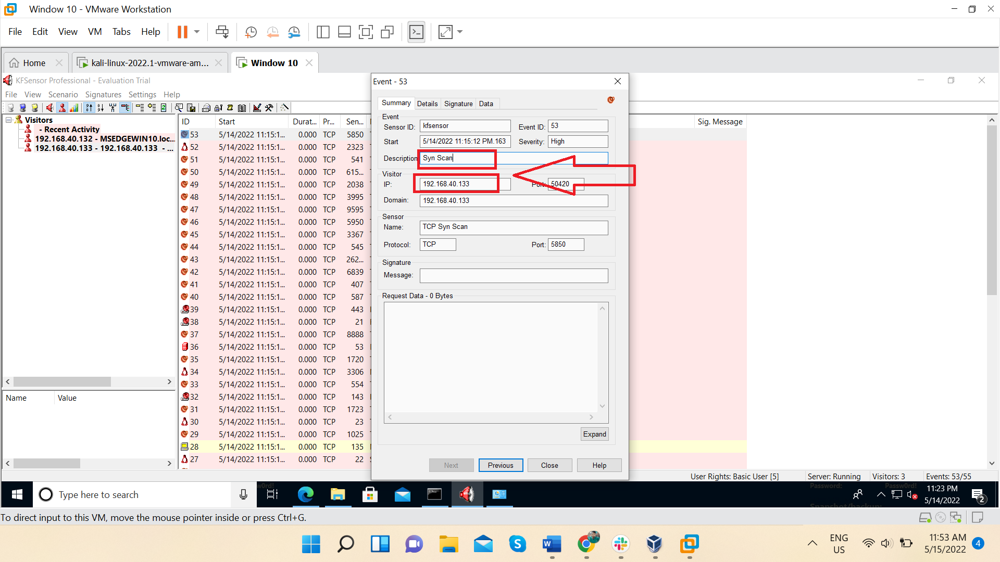 Window 10 - VMware Workstation
File Edit View VM Tabs Help
Home kali-linux-2022.1-vmware-am... Window 10
KFSensor Professional - Evaluation Trial
File View Scenario Signatures Settings Help
Visitors
- Recent Activity
192.168.40.132 - MSEDGEWIN10.loc...
192.168.40.133 - 192.168.40.133 - ...
Name Value
ID Start Durat... Pr... Sen... Sig. Message
53 5/14/2022 11:15:1... 0.000 TCP 5850
52 5/14/2022 11:15:1... 0.000 TCP 2323
51 5/14/2022 11:15:1... 0.000 TCP 541
50 5/14/2022 11:15:1... 0.000 TCP 615...
49 5/14/2022 11:15:1... 0.000 TCP 2038
48 5/14/2022 11:15:1... 0.000 TCP 3995
47 5/14/2022 11:15:1... 0.000 TCP 9595
46 5/14/2022 11:15:1... 0.000 TCP 5950
45 5/14/2022 11:15:1... 0.000 TCP 3367
44 5/14/2022 11:15:1... 0.000 TCP 545
43 5/14/2022 11:15:1... 0.000 TCP 262...
42 5/14/2022 11:15:1... 0.000 TCP 6839
41 5/14/2022 11:15:1... 0.000 TCP 407
40 5/14/2022 11:15:1... 0.000 TCP 587
39 5/14/2022 11:15:1... 0.000 TCP 443
38 5/14/2022 11:15:1... 0.000 TCP 21
37 5/14/2022 11:15:1... 0.000 TCP 8888
36 5/14/2022 11:15:1... 0.000 TCP 53
35 5/14/2022 11:15:1... 0.000 TCP 1720
34 5/14/2022 11:15:1... 0.000 TCP 3306
33 5/14/2022 11:15:1... 0.000 TCP 554
32 5/14/2022 11:15:1... 0.000 TCP 143
31 5/14/2022 11:15:1... 0.000 TCP 1723
30 5/14/2022 11:15:1... 0.000 TCP 23
29 5/14/2022 11:15:1... 0.000 TCP 1025
28 5/14/2022 11:15:1... 0.000 TCP 135
27 5/14/2022 11:15:1... 0.000 TCP 22
Event - 53
Summary Details Signature Data
Event
Sensor ID: kfsensor Event ID: 53
Start 5/14/2022 11:15:12 PM.163 Severity: High
Description Syn Scan
Visitor
IP: 192.168.40.133 Port: 50420
Domain: 192.168.40.133
Sensor
Name: TCP Syn Scan
Protocol: TCP Port: 5850
Signature
Message:
Request Data - 0 Bytes
Expand
Next Previous Close Help
User Rights: Basic User [5] Server: Running Visitors: 3 Events: 53/55
w0rd! Password: Passw0rd!
Type here to search 11:23 PM
5/14/2022 2
Snapshot/backup:
To direct input to this VM, move the mouse pointer inside or press Ctrl+G.
ENG 11:53 AM
US 5/15/2022 4